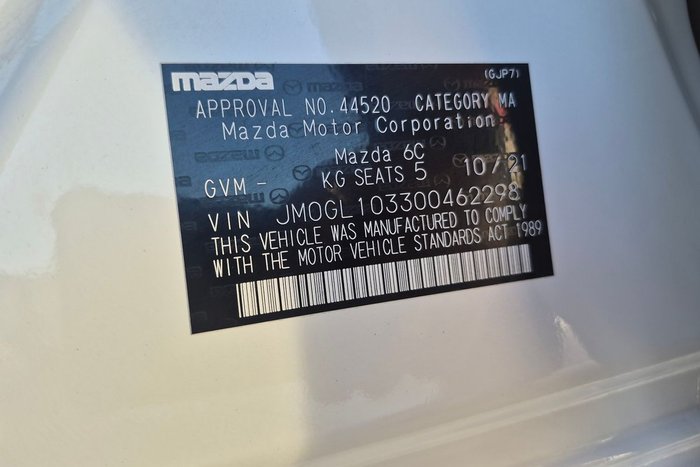 mazda (GJP7)
APPROVAL NO.44520 CATEGORY MA
Mazda Motor Corporation
Mazda 6C
GVM - KG SEATS 5 10/21
VIN JM0GL103300462298
THIS VEHICLE WAS MANUFACTURED TO COMPLY
WITH THE MOTOR VEHICLE STANDARDS ACT 1989